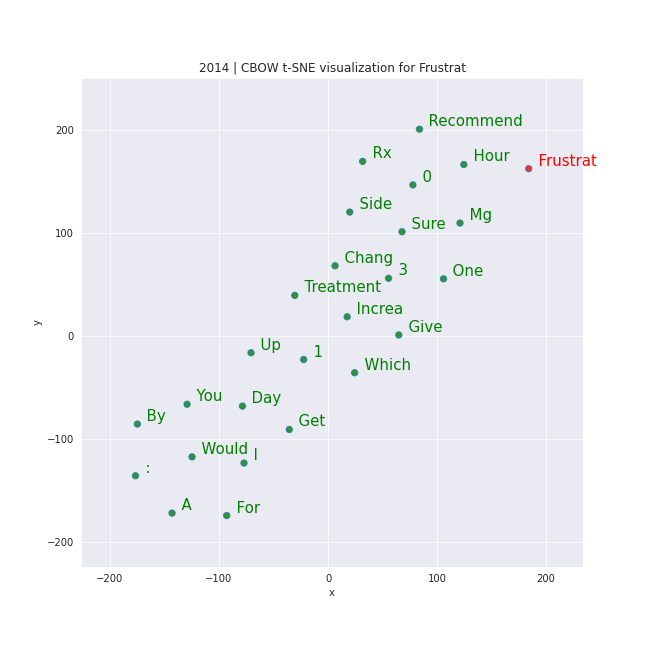 2014 | CBOW t-SNE visualization for Frustrat
200
100
0
−100
−200
y
Recommend
Rx
Hour
Frustrat
0
Side
Mg
Sure
Chang
3
One
Treatment
Increa
Give
Up
1
Which
You
Day
By
Get
Would
I
:
A
For
−200
−100
0
100
200
x